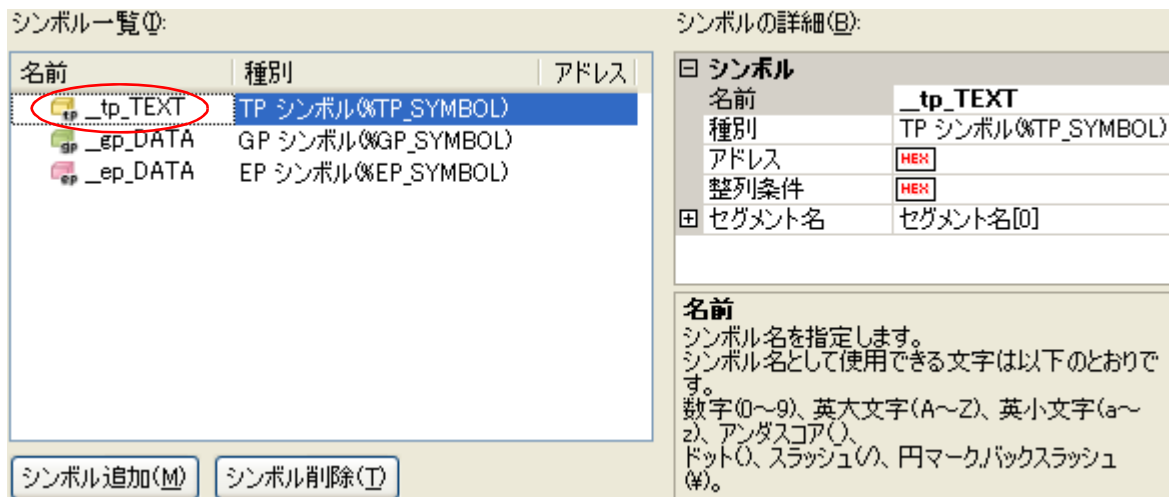 シンボル一覧(I):
名前 種別 アドレス
__tp_TEXT TP シンボル(%TP_SYMBOL)
__gp_DATA GP シンボル(%GP_SYMBOL)
__ep_DATA EP シンボル(%EP_SYMBOL)
シンボル追加(M) シンボル削除(T)
シンボルの詳細(B):
シンボル
名前 __tp_TEXT
種別 TP シンボル(%TP_SYMBOL)
アドレス HEX
整列条件 HEX
セグメント名 セグメント名[0]
名前
シンボル名を指定します。
シンボル名として使用できる文字は以下のとおりで
す。
数字(0～9)、英大文字(A～Z)、英小文字(a～
z)、アンダスコア(_)、
ドット(.)、スラッシュ(/)、円マーク,バックスラッシュ
(¥)。